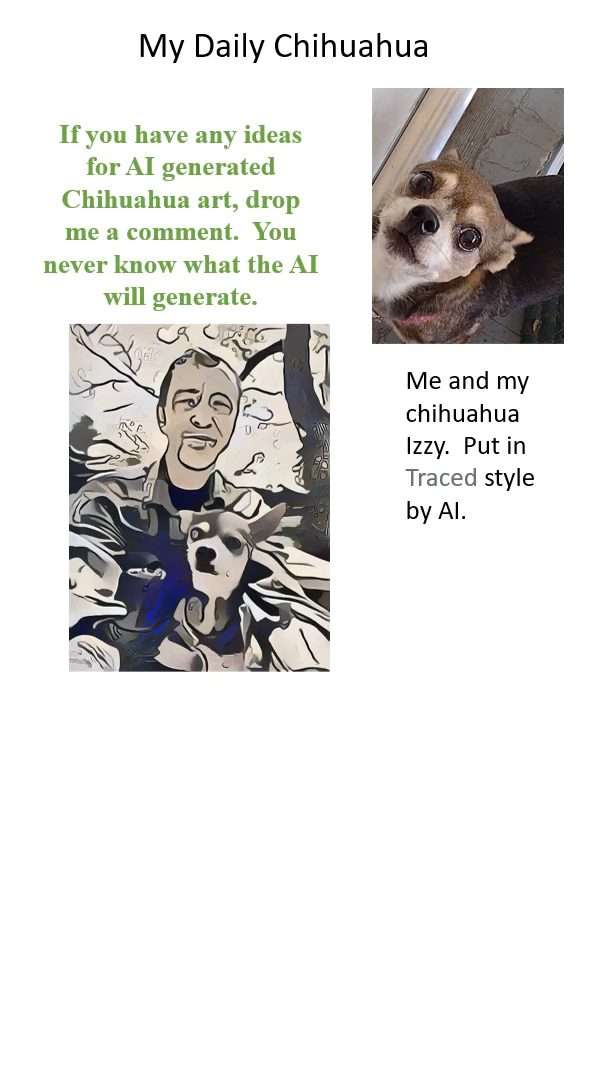 My Daily Chihuahua
If you have any ideas
for AI generated
Chihuahua art, drop
me a comment.  You
never know what the AI
will generate.
Me and my
chihuahua
Izzy.  Put in
Traced style
by AI.